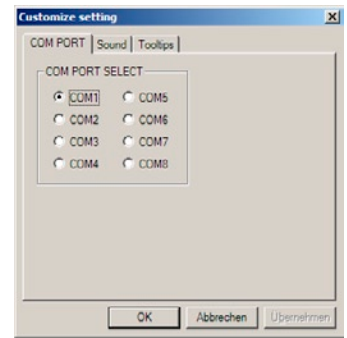 Customize setting
COM PORT Sound Tooltips
COM PORT SELECT
COM1 COM5
COM2 COM6
COM3 COM7
COM4 COM8
OK Abbrechen Übernehmen